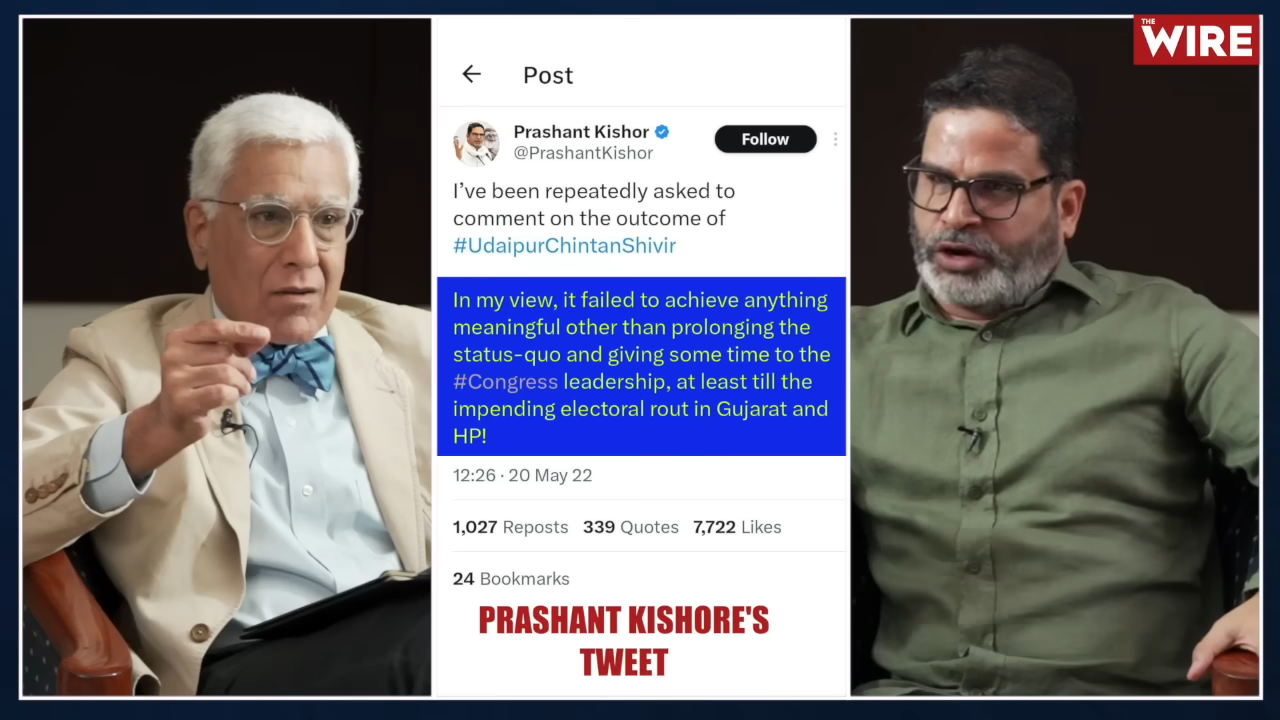 THE
WIRE
Post
Prashant Kishor
Follow
@PrashantKishor
I’ve been repeatedly asked to
comment on the outcome of
#UdaipurChintanShivir
In my view, it failed to achieve anything
meaningful other than prolonging the
status-quo and giving some time to the
#Congress leadership, at least till the
impending electoral rout in Gujarat and
HP!
12:26 · 20 May 22
1,027 Reposts 339 Quotes 7,722 Likes
24 Bookmarks
PRASHANT KISHORE'S
TWEET